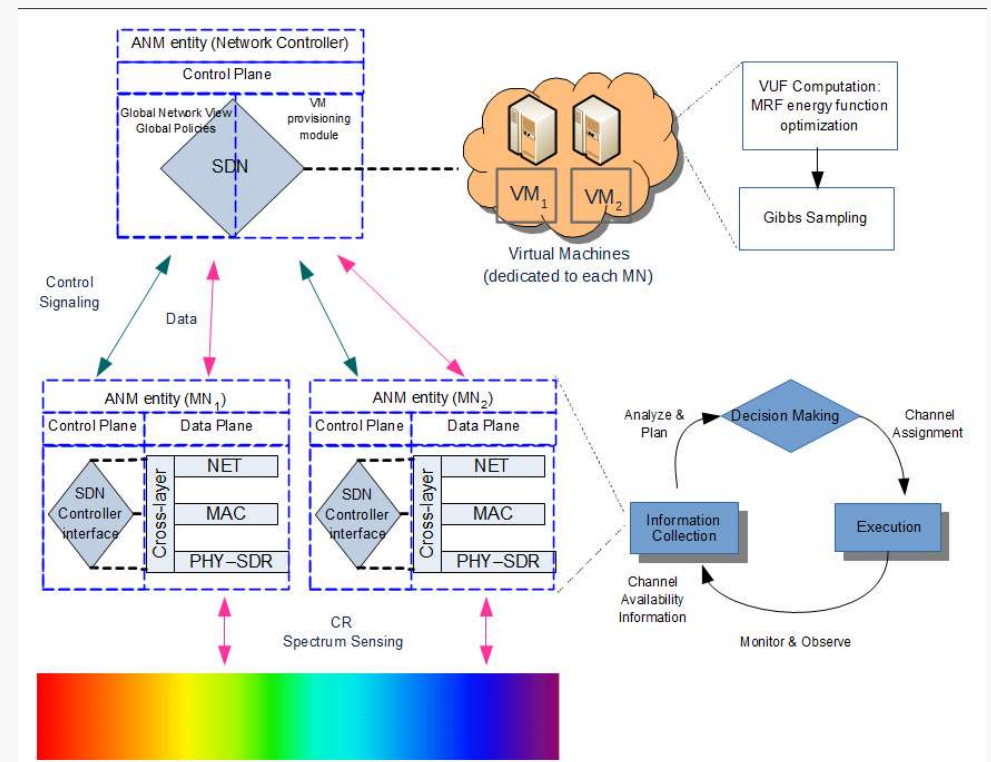 ANM entity (Network Controller)
Control Plane
Global Network View
Global Policies
VM
provisioning
module
SDN
VM1
VM2
Virtual Machines
(dedicated to each MN)
VUF Computation:
MRF energy function
optimization
Gibbs Sampling
Control
Signaling
Data
ANM entity (MN1)
Control Plane
Data Plane
SDN
Controller
interface
Cross-layer
NET
MAC
PHY–SDR
ANM entity (MN2)
Control Plane
Data Plane
SDN
Controller
interface
Cross-layer
NET
MAC
PHY–SDR
Analyze &
Plan
Decision Making
Channel
Assignment
Information
Collection
Execution
Channel
Availability
Information
Monitor & Observe
CR
Spectrum Sensing